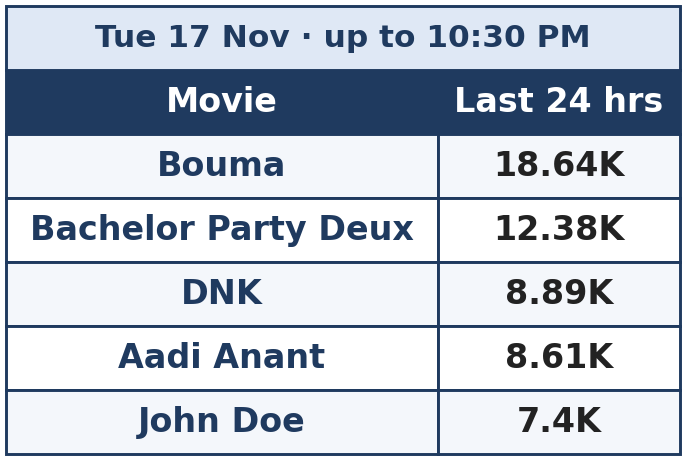 Tue 17 Nov · up to 10:30 PM
Movie Last 24 hrs
Bouma 18.64K
Bachelor Party Deux 12.38K
DNK 8.89K
Aadi Anant 8.61K
John Doe 7.4K